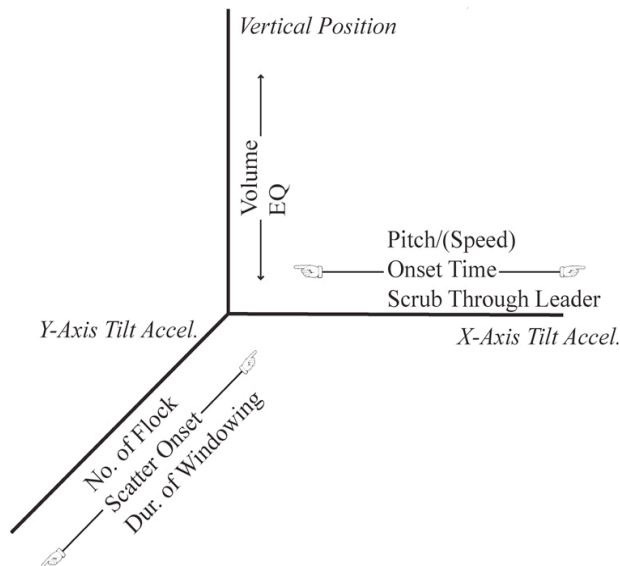 Vertical Position
Volume
EQ
Pitch/(Speed)
Onset Time
Scrub Through Leader
Y-Axis Tilt Accel.
X-Axis Tilt Accel.
No. of Flock
Scatter Onset
Dur. of Windowing